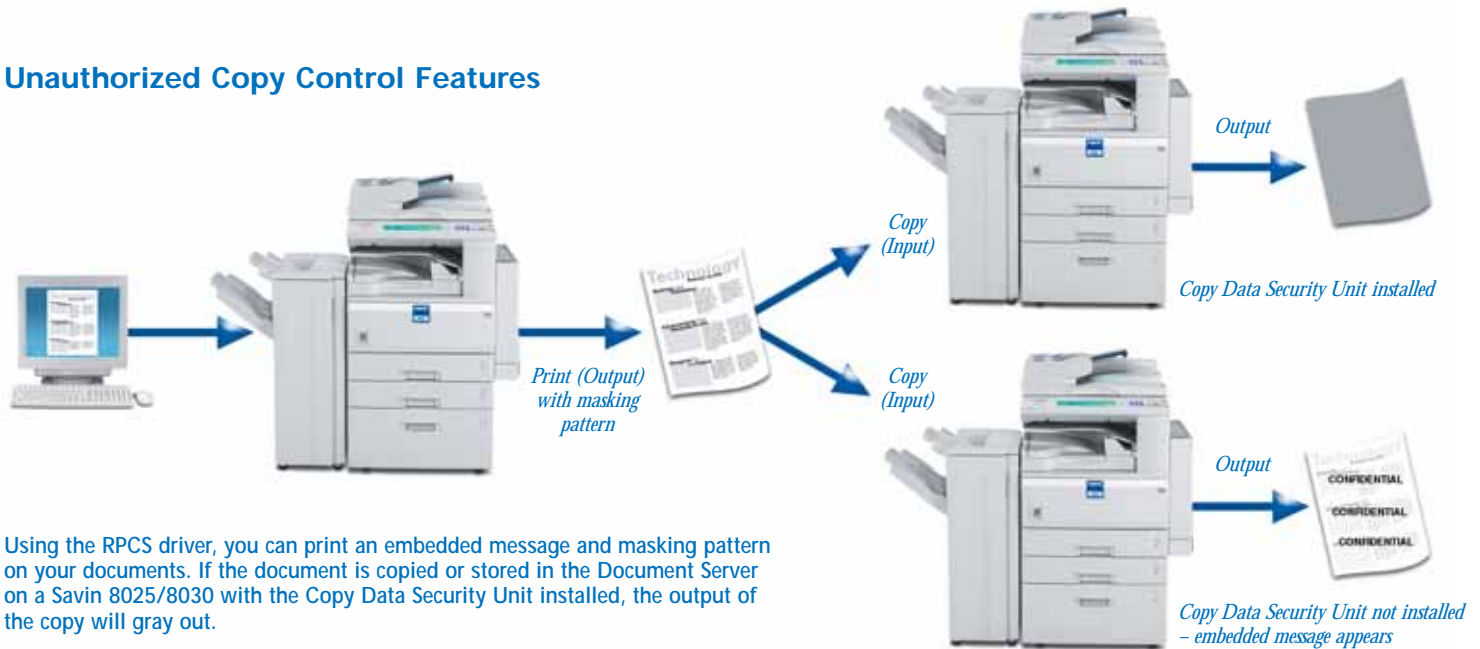 Unauthorized Copy Control Features
Output
Copy
(Input)
Copy Data Security Unit installed
Technology
Print (Output)
with masking
pattern
Copy
(Input)
Output
CONFIDENTIAL
CONFIDENTIAL
CONFIDENTIAL
Using the RPCS driver, you can print an embedded message and masking pattern
on your documents. If the document is copied or stored in the Document Server
on a Savin 8025/8030 with the Copy Data Security Unit installed, the output of
the copy will gray out.
Copy Data Security Unit not installed
– embedded message appears